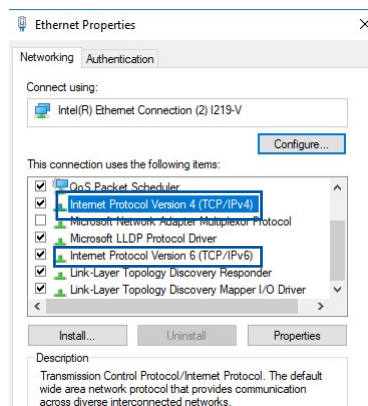 Ethernet Properties
Networking Authentication
Connect using:
Intel(R) Ethernet Connection (2) I219-V
Configure...
This connection uses the following items:
QoS Packet Scheduler
Internet Protocol Version 4 (TCP/IPv4)
Microsoft Network Adapter Multiplexor Protocol
Microsoft LLDP Protocol Driver
Internet Protocol Version 6 (TCP/IPv6)
Link-Layer Topology Discovery Responder
Link-Layer Topology Discovery Mapper I/O Driver
Install... Uninstall Properties
Description
Transmission Control Protocol/Internet Protocol. The default
wide area network protocol that provides communication
across diverse interconnected networks.